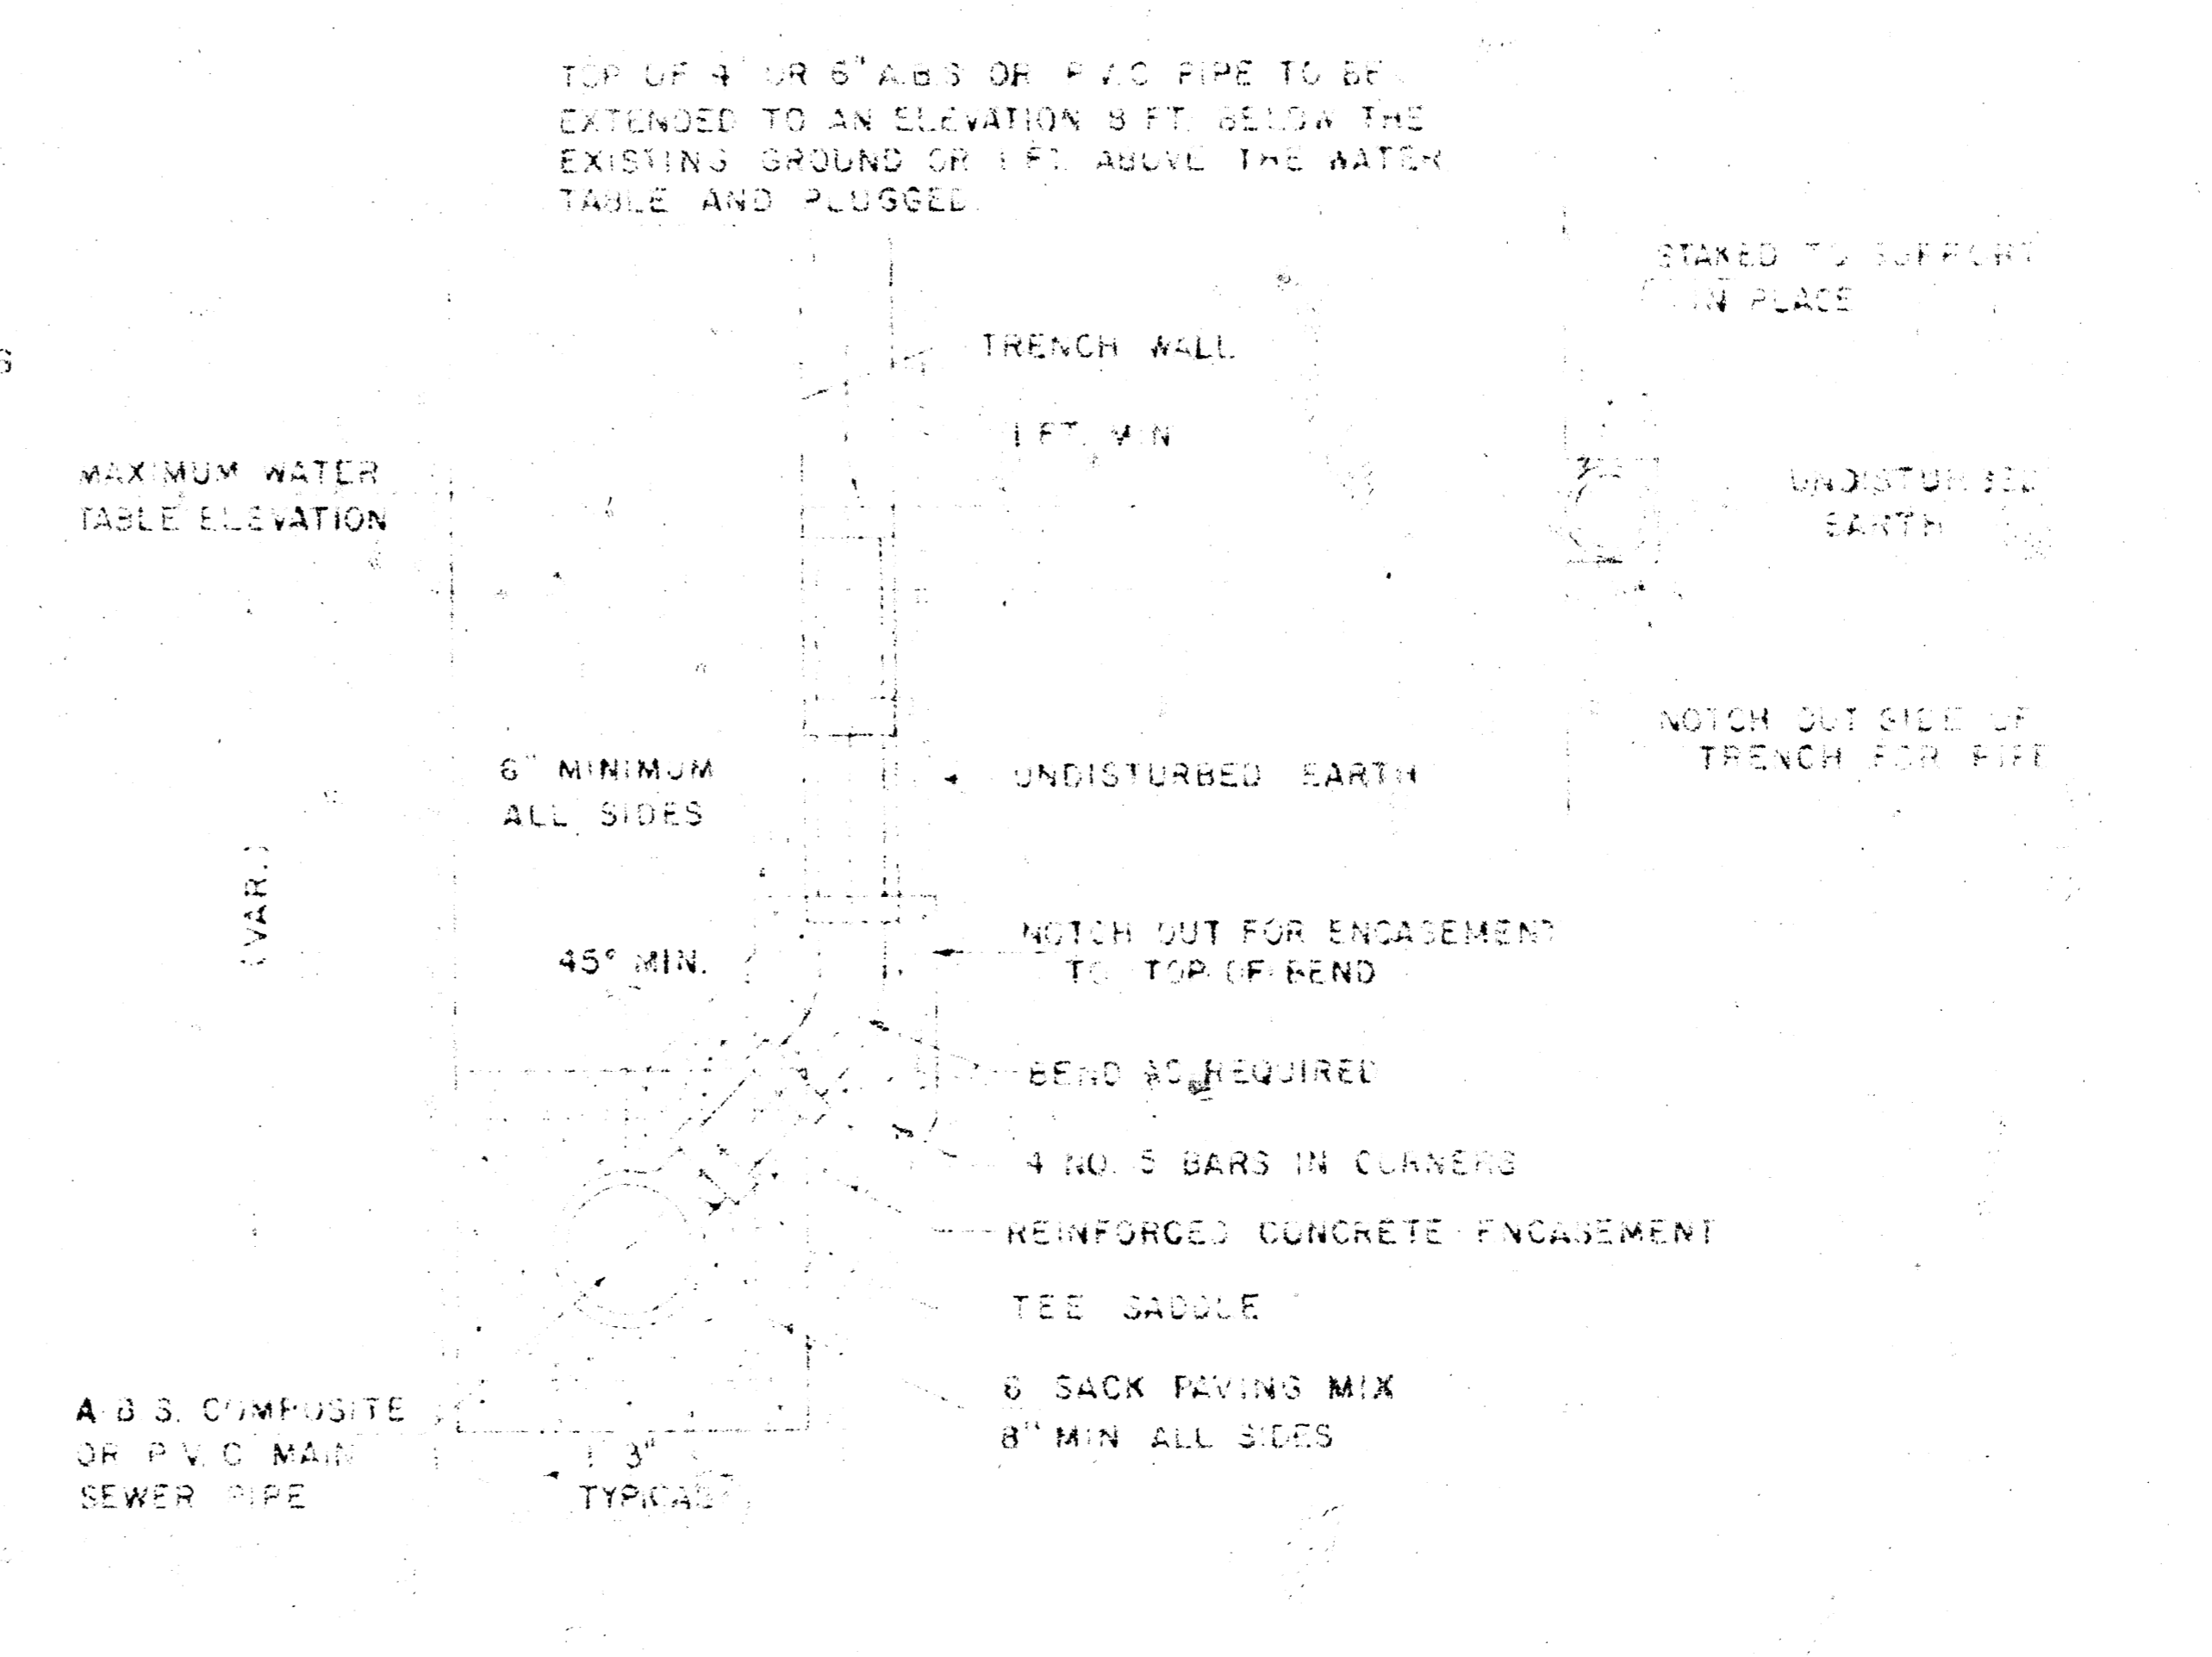 TOP OF 4" OR 6" A.B.S OR P.V.C PIPE TO BE
EXTENDED TO AN ELEVATION 8 FT. BELOW THE
EXISTING GROUND OR 1 FT. ABOVE THE WATER
TABLE AND PLUGGED.
STAKED TO SUPPORT
IN PLACE
TRENCH WALL
1 FT. MIN
MAXIMUM WATER
TABLE ELEVATION
UNDISTURBED
EARTH
NOTCH OUT SIDE OF
TRENCH FOR PIPE
6" MINIMUM
ALL SIDES
UNDISTURBED EARTH
(VAR.)
45° MIN.
NOTCH OUT FOR ENCASEMENT
TO TOP OF BEND
BEND AS REQUIRED
4 NO. 5 BARS IN CORNERS
REINFORCED CONCRETE ENCASEMENT
TEE SADDLE
6 SACK PAVING MIX
8" MIN ALL SIDES
A.B.S. COMPOSITE
OR P.V.C MAIN
SEWER PIPE
1' 3"
TYPICAL